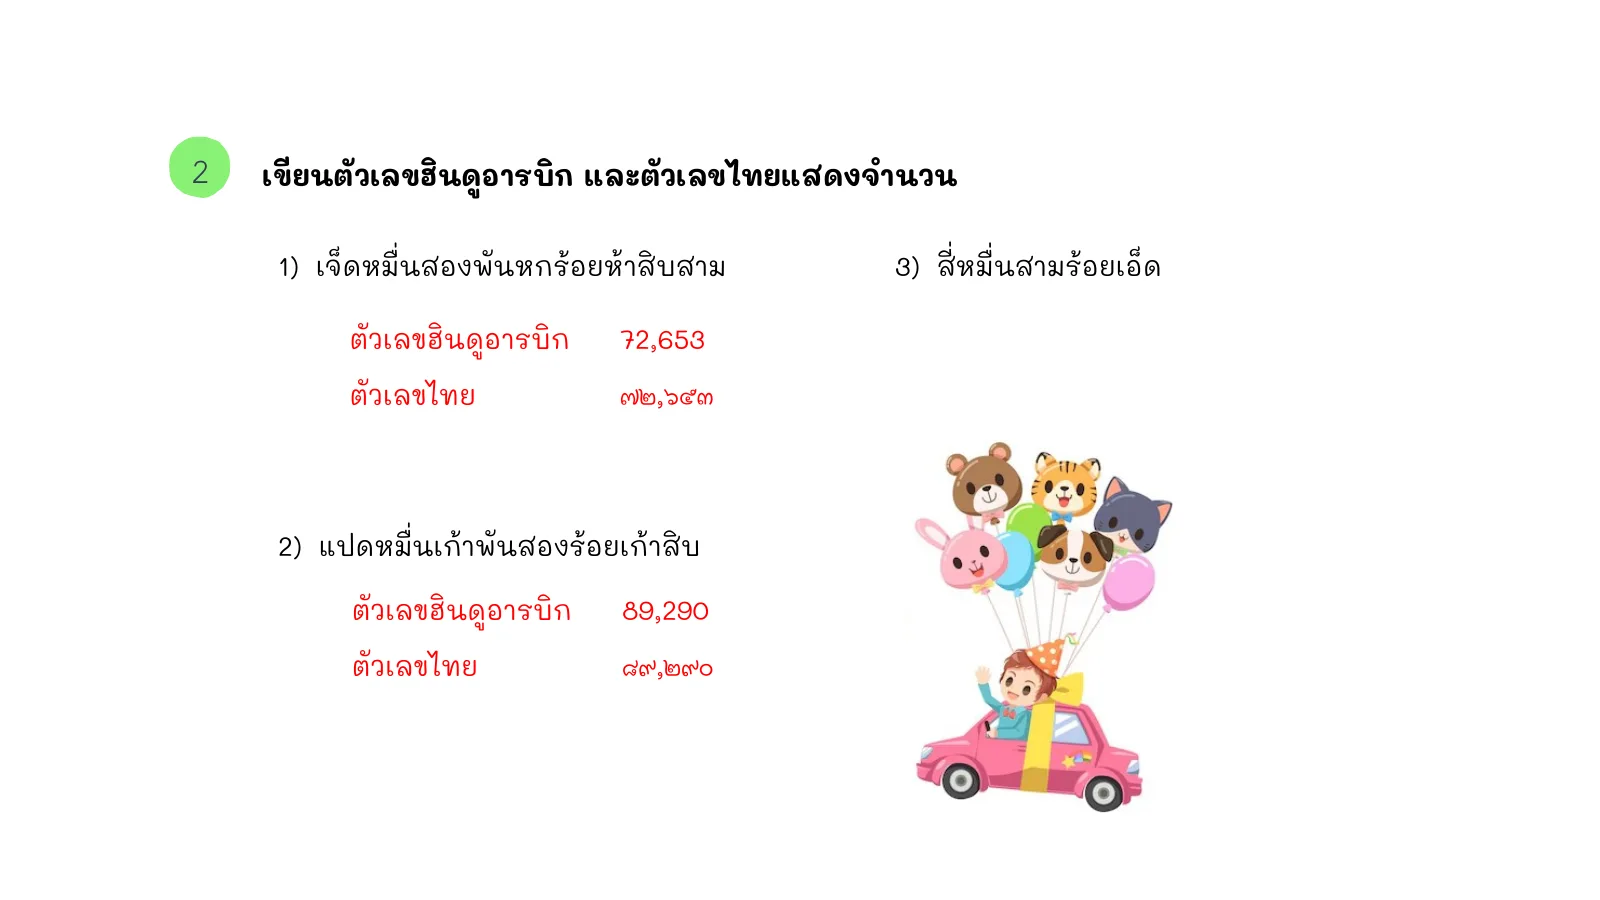 2 เขียนตัวเลขฮินดูอารบิก และตัวเลขไทยแสดงจำนวน
1) เจ็ดหมื่นสองพันหกร้อยห้าสิบสาม
ตัวเลขฮินดูอารบิก 72,653
ตัวเลขไทย ๗๒,๖๕๓
2) แปดหมื่นเก้าพันสองร้อยเก้าสิบ
ตัวเลขฮินดูอารบิก 89,290
ตัวเลขไทย ๘๙,๒๙๐
3) สี่หมื่นสามร้อยเอ็ด